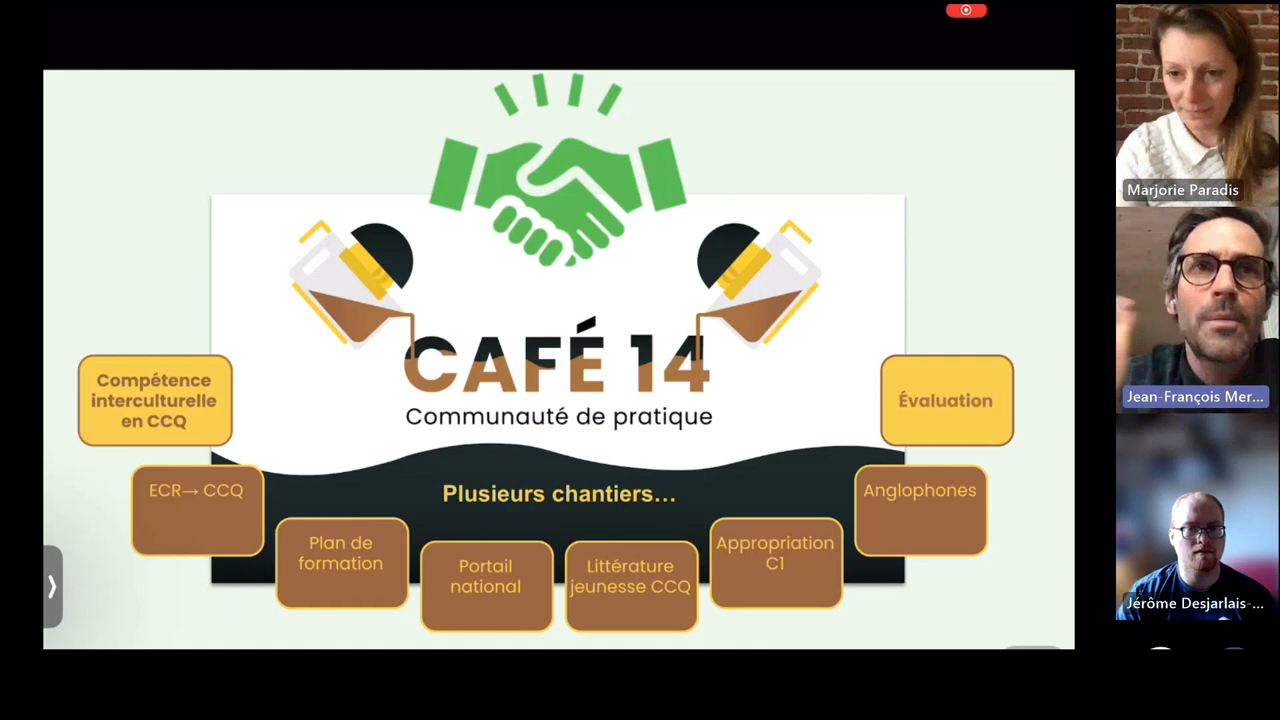 CAFÉ 14
Communauté de pratique
Plusieurs chantiers...
Compétence
interculturelle
en CCQ
ECR→ CCQ
Plan de
formation
Portail
national
Littérature
jeunesse CCQ
Appropriation
C1
Anglophones
Évaluation
Marjorie Paradis
Jean-François Mer...
Jérôme Desjarlais-...